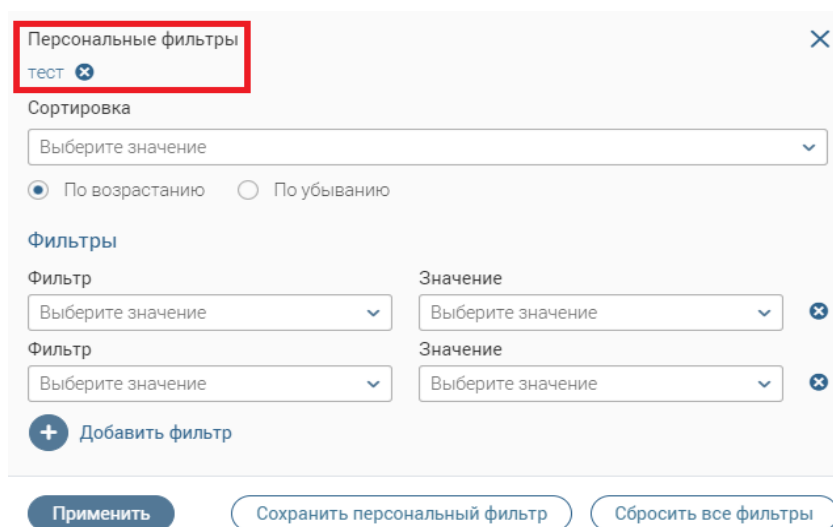 Персональные фильтры
тест
Сортировка
Выберите значение
По возрастанию По убыванию
Фильтры
Фильтр Значение
Выберите значение Выберите значение
Фильтр Значение
Выберите значение Выберите значение
Добавить фильтр
Применить Сохранить персональный фильтр Сбросить все фильтры